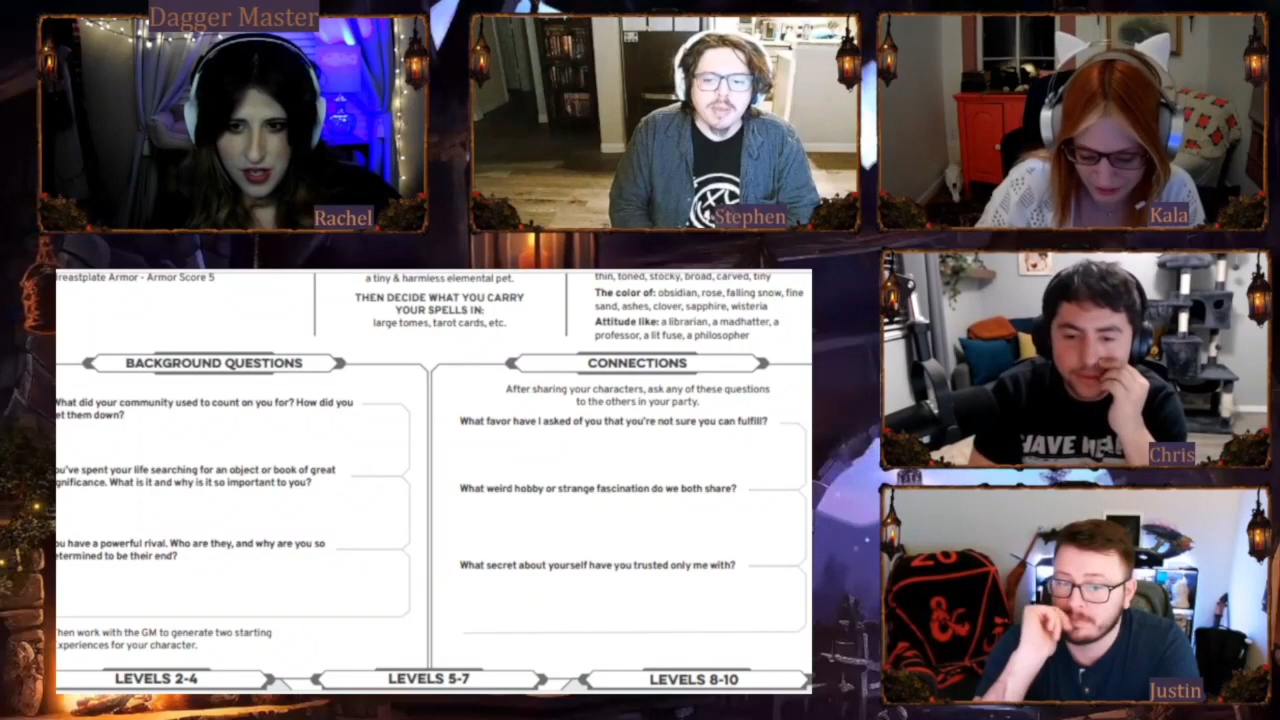 Dagger Master
Rachel
Stephen
Kala
Breastplate Armor - Armor Score 5
a tiny & harmless elemental pet.
THEN DECIDE WHAT YOU CARRY
YOUR SPELLS IN:
large tomes, tarot cards, etc.
thin, toned, stocky, broad, carved, tiny
The color of: obsidian, rose, falling snow, fine
sand, ashes, clover, sapphire, wisteria
Attitude like: a librarian, a madhatter, a
professor, a lit fuse, a philosopher
BACKGROUND QUESTIONS
What did your community used to count on you for? How did you
et them down?
ou've spent your life searching for an object or book of great
gnificance. What is it and why is it so important to you?
ou have a powerful rival. Who are they, and why are you so
etermined to be their end?
hen work with the GM to generate two starting
xperiences for your character.
CONNECTIONS
After sharing your characters, ask any of these questions
to the others in your party.
What favor have I asked of you that you're not sure you can fulfill?
What weird hobby or strange fascination do we both share?
What secret about yourself have you trusted only me with?
LEVELS 2-4
LEVELS 5-7
LEVELS 8-10
HAVE
Chris
20
&
Justin